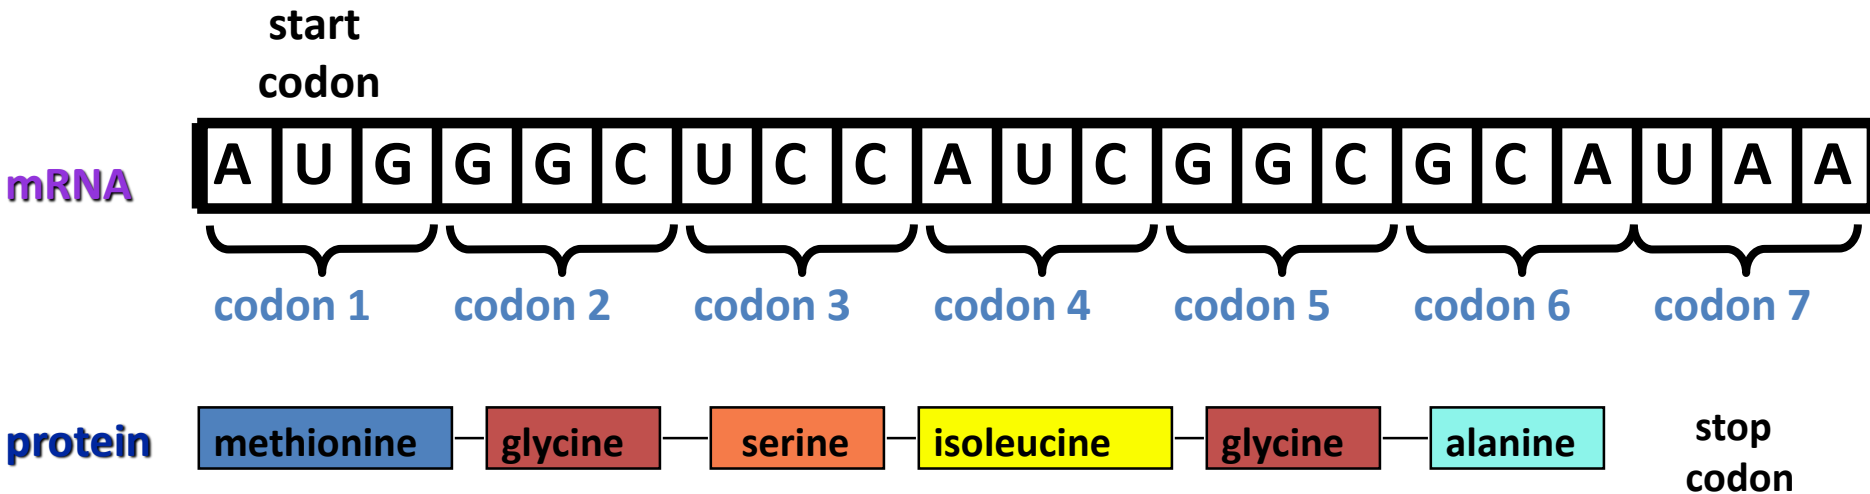 start
codon
mRNA A U G G G C U C C A U C G G C G C A U A A
codon 1 codon 2 codon 3 codon 4 codon 5 codon 6 codon 7
protein methionine glycine serine isoleucine glycine alanine stop
codon